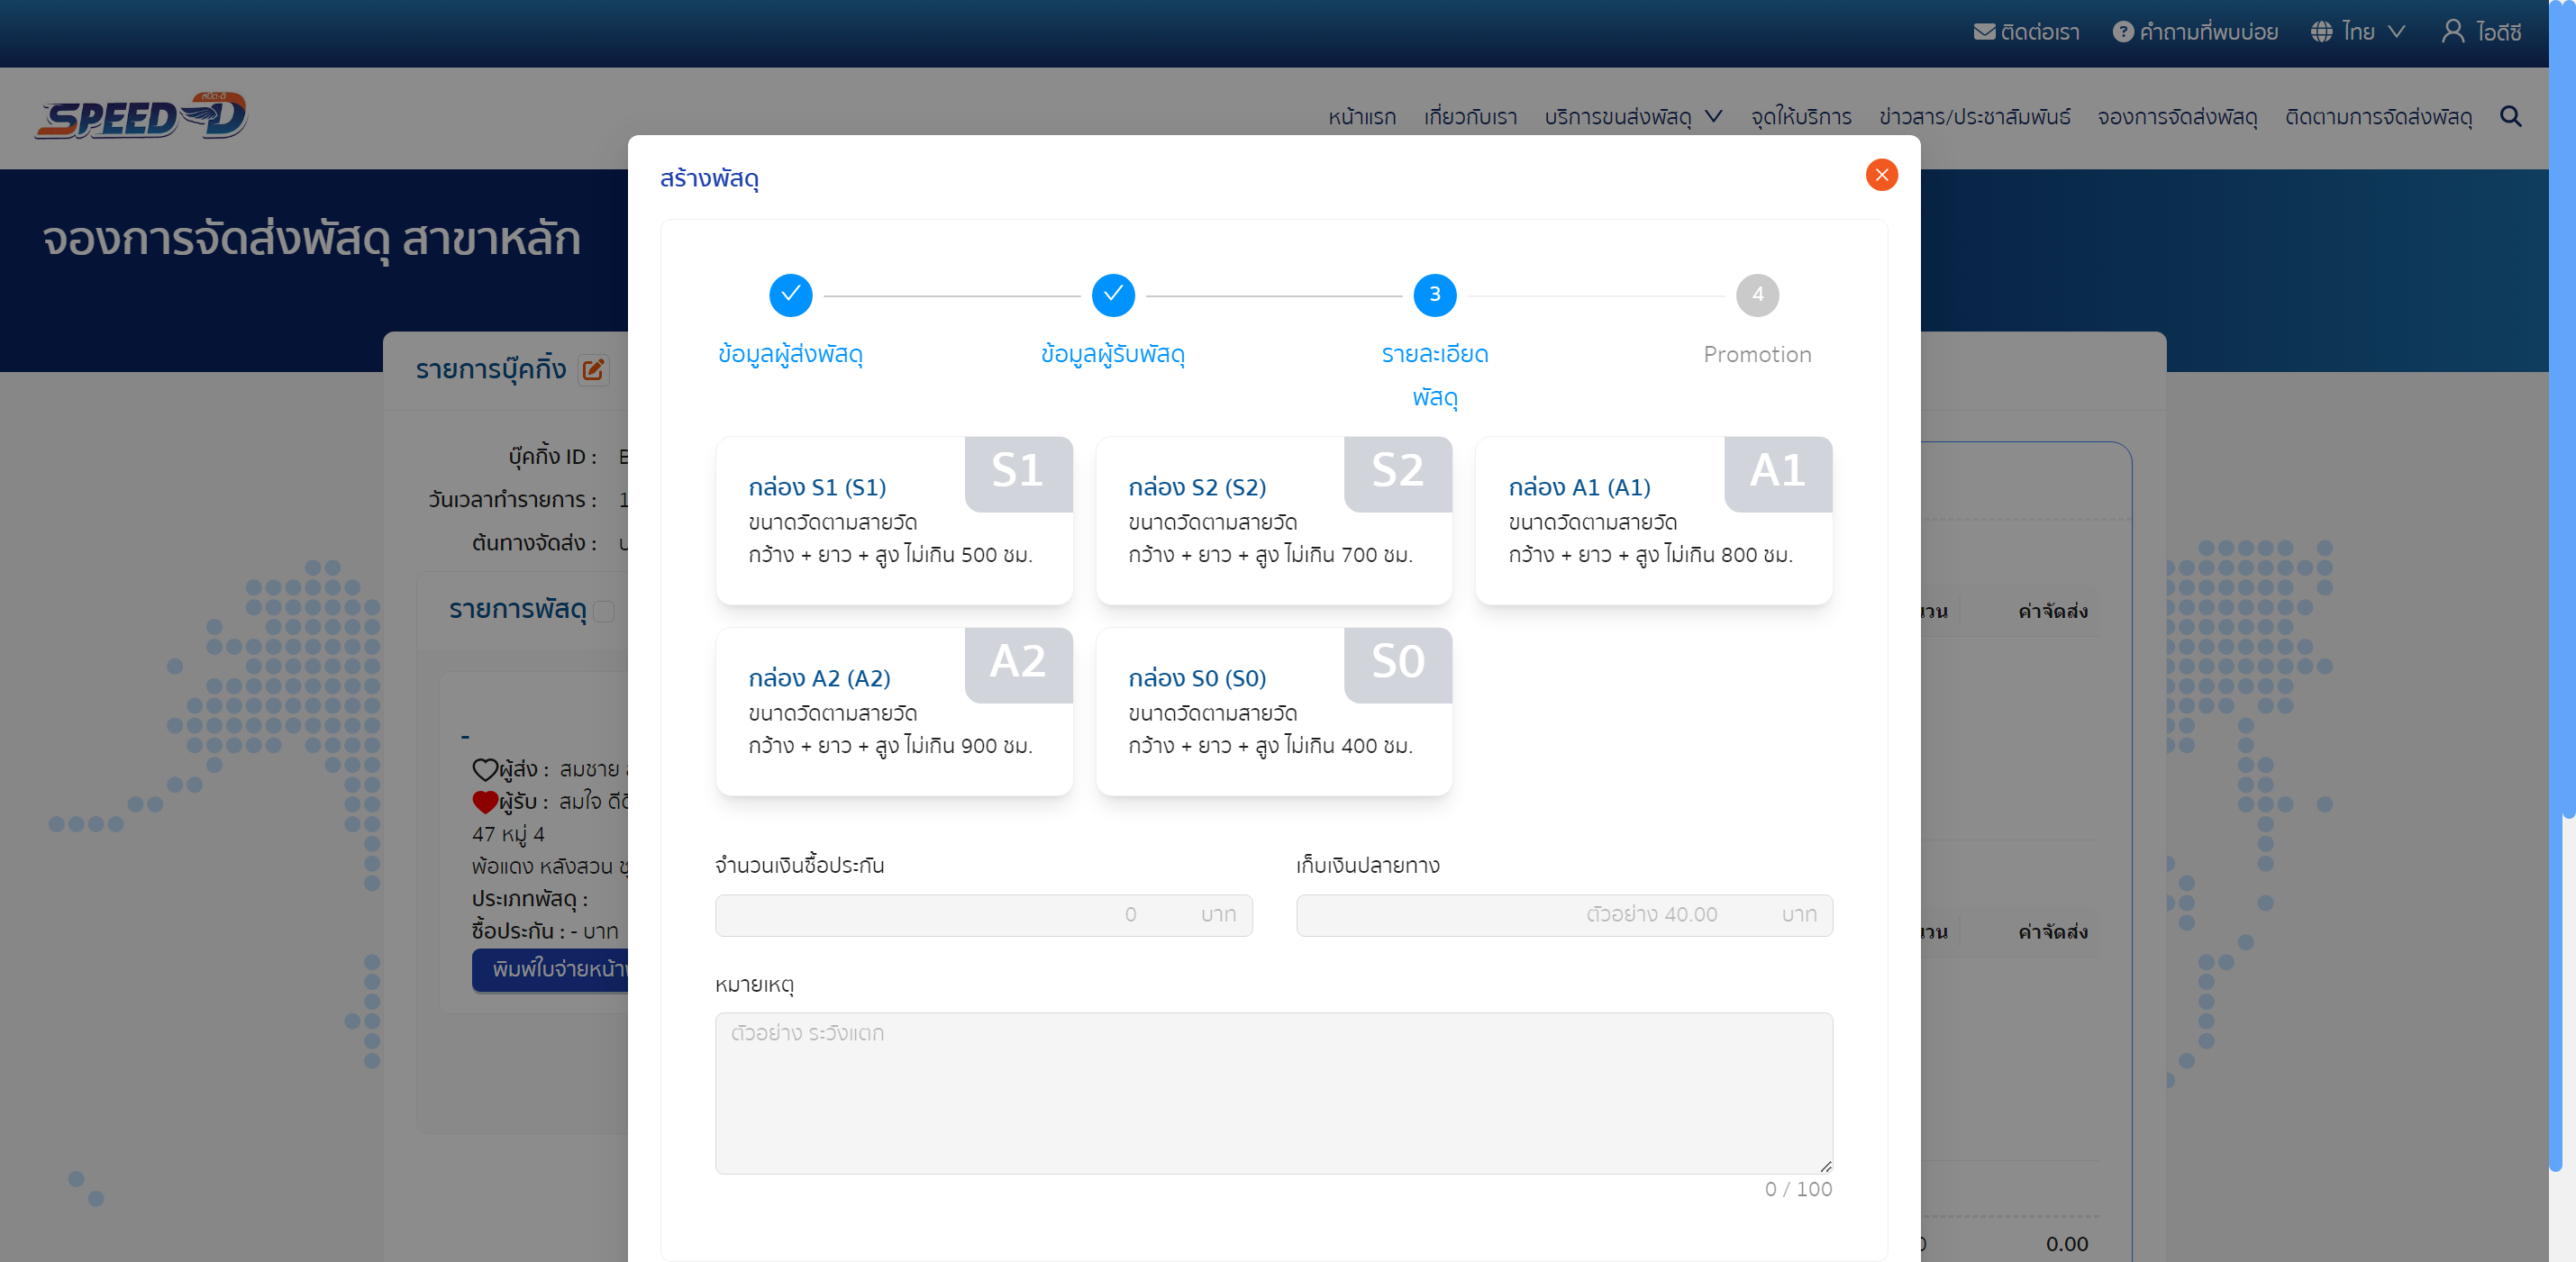 ติดต่อเรา คำถามที่พบบ่อย ไทย ไอดีซี
สปีด-ดี
SPEED-D
หน้าแรก เกี่ยวกับเรา บริการขนส่งพัสดุ จุดให้บริการ ข่าวสาร/ประชาสัมพันธ์ จองการจัดส่งพัสดุ ติดตามการจัดส่งพัสดุ
จองการจัดส่งพัสดุ สาขาหลัก
สร้างพัสดุ
3 4
ข้อมูลผู้ส่งพัสดุ ข้อมูลผู้รับพัสดุ รายละเอียด Promotion
พัสดุ
รายการบุ๊คกิ้ง
บุ๊คกิ้ง ID :
วันเวลาทำรายการ : 1
ต้นทางจัดส่ง :
รายการพัสดุ
-
ผู้ส่ง : สมชาย
ผู้รับ : สมใจ
47 หมู่ 4
พ้อแดง หลังสวน
ประเภทพัสดุ :
ซื้อประกัน : - บาท
พิมพ์ใบจ่ายหน้า
S1
กล่อง S1 (S1)
ขนาดวัดตามสายวัด
กว้าง + ยาว + สูง ไม่เกิน 500 ซม.
S2
กล่อง S2 (S2)
ขนาดวัดตามสายวัด
กว้าง + ยาว + สูง ไม่เกิน 700 ซม.
A1
กล่อง A1 (A1)
ขนาดวัดตามสายวัด
กว้าง + ยาว + สูง ไม่เกิน 800 ซม.
A2
กล่อง A2 (A2)
ขนาดวัดตามสายวัด
กว้าง + ยาว + สูง ไม่เกิน 900 ซม.
S0
กล่อง S0 (S0)
ขนาดวัดตามสายวัด
กว้าง + ยาว + สูง ไม่เกิน 400 ซม.
จำนวนเงินซื้อประกัน เก็บเงินปลายทาง
0 บาท ตัวอย่าง 40.00 บาท
หมายเหตุ
ตัวอย่าง ระวังแตก
0 / 100
ค่าจัดส่ง
ค่าจัดส่ง
0.00